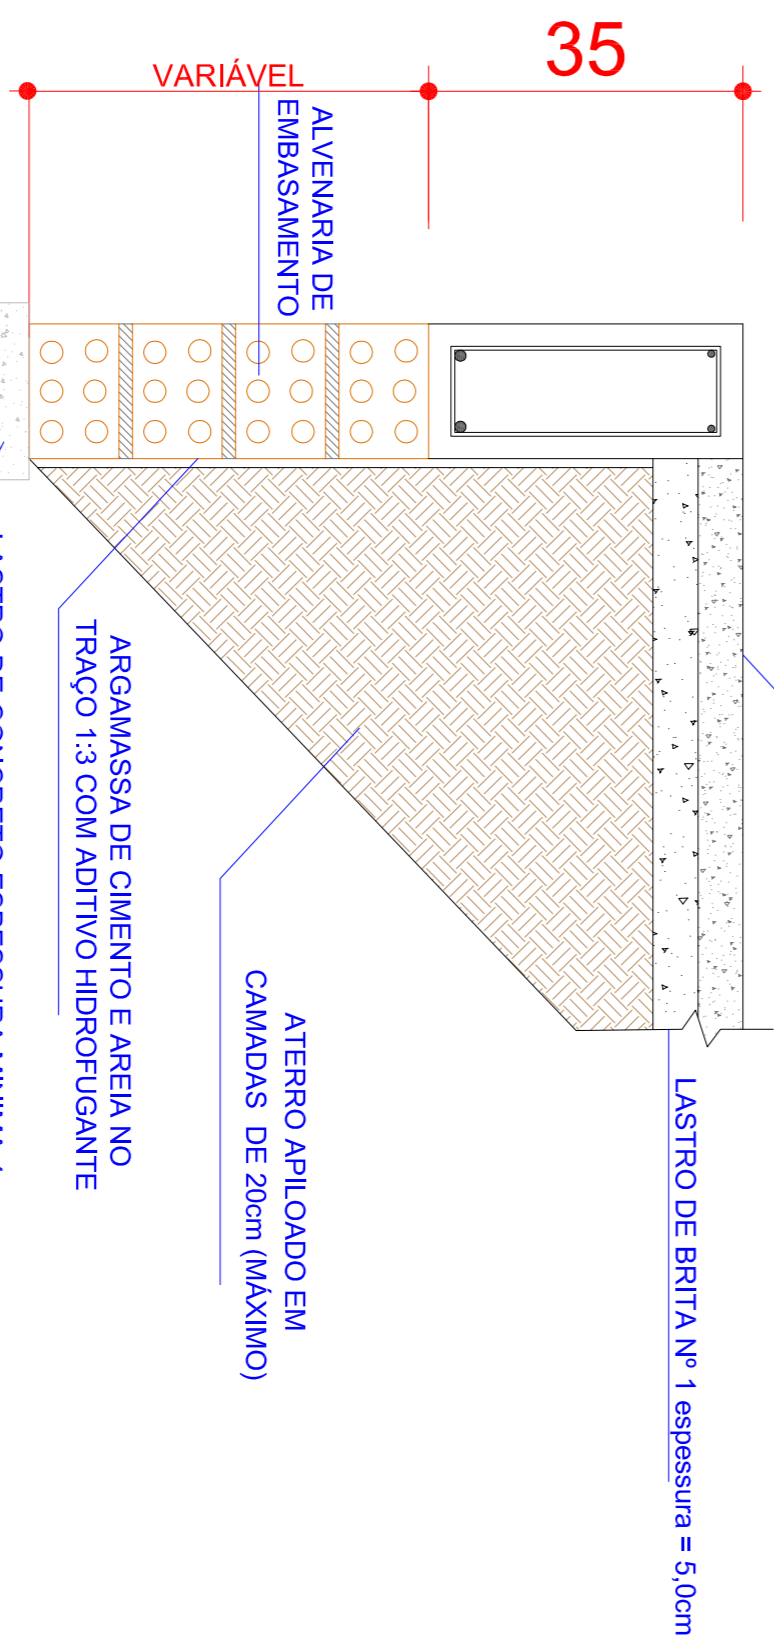 35
VARIÁVEL
ALVENARIA DE
EMBASAMENTO
LASTRO DE BRITA Nº 1 espessura = 5,0cm
ATERRO APILOADO EM
CAMADAS DE 20cm (MÁXIMO)
ARGAMASSA DE CIMENTO E AREIA NO
TRAÇO 1:3 COM ADITIVO HIDROFUGANTE